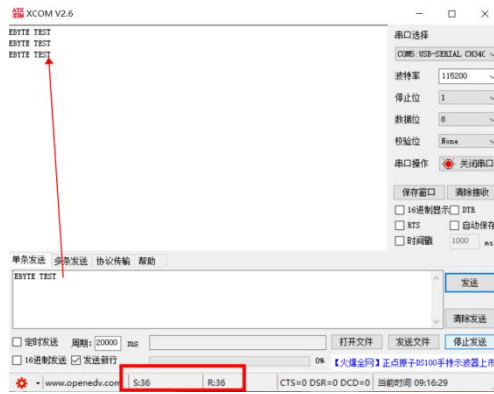 XCOM V2.6
EBYTE TEST
EBYTE TEST
EBYTE TEST
串口选择
COM5:USB-SERIAL CH34C
波特率 115200
停止位 1
数据位 8
校验位 None
串口操作 关闭串口
保存窗口 清除接收
16进制显示 DTR
RTS 自动保存
时间戳 1000 ms
单条发送 多条发送 协议传输 帮助
EBYTE TEST
发送
清除发送
定时发送 周期: 20000 ms 打开文件 发送文件 停止发送
16进制发送 发送新行 0% 【火爆全网】正点原子DS100手持示波器上市
www.openedv.com S:36 R:36 CTS=0 DSR=0 DCD=0 当前时间 09:16:29